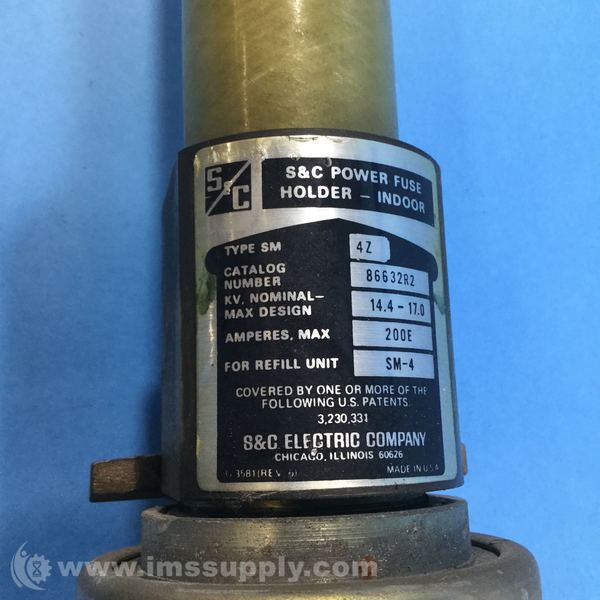 S&C
S&C POWER FUSE
HOLDER - INDOOR
TYPE SM 4Z
CATALOG
NUMBER 86632R2
KV, NOMINAL-
MAX DESIGN 14.4-17.0
AMPERES, MAX 200E
FOR REFILL UNIT SM-4
COVERED BY ONE OR MORE OF THE
FOLLOWING U.S. PATENTS
3,230,331
S&C ELECTRIC COMPANY
CHICAGO, ILLINOIS 60626
MADE IN U.S.A.
www.imssupply.com